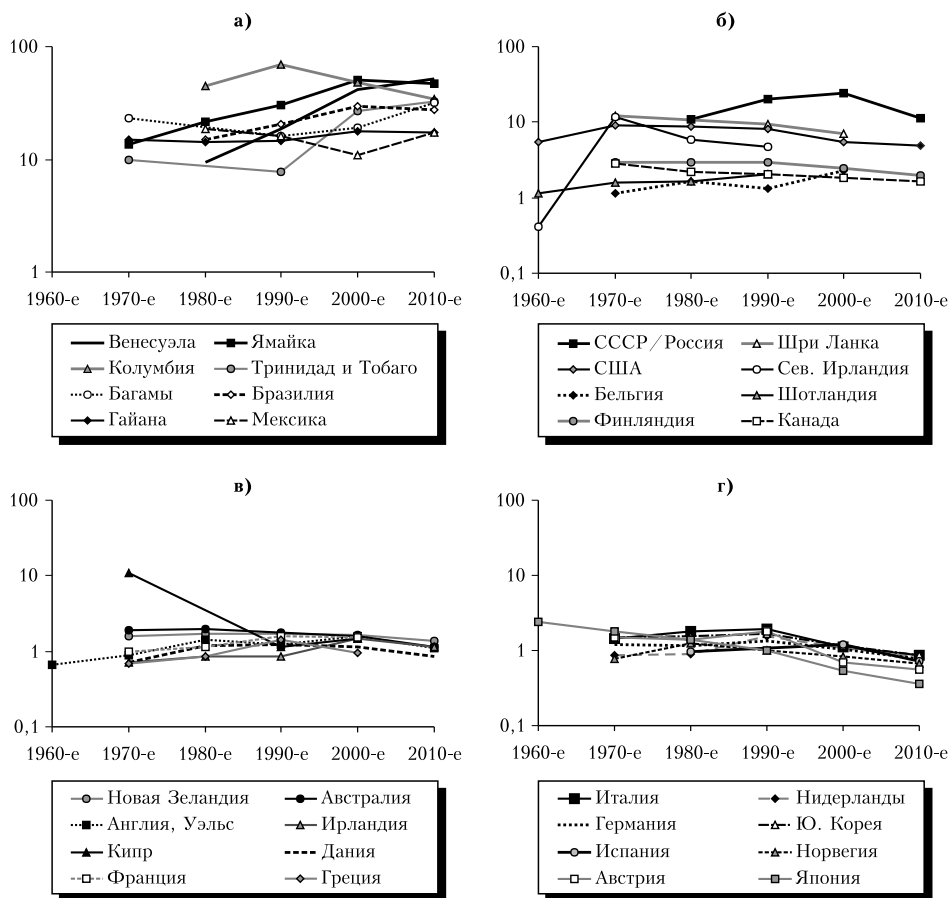 а)
100
10
1
1960-е 1970-е 1980-е 1990-е 2000-е 2010-е
Венесуэла Ямайка
Колумбия Тринидад и Тобаго
Багамы Бразилия
Гайана Мексика
б)
100
10
1
0,1
1960-е 1970-е 1980-е 1990-е 2000-е 2010-е
СССР/Россия Шри Ланка
США Сев. Ирландия
Бельгия Шотландия
Финляндия Канада
в)
100
10
1
0,1
1960-е 1970-е 1980-е 1990-е 2000-е 2010-е
Новая Зеландия Австралия
Англия, Уэльс Ирландия
Кипр Дания
Франция Греция
г)
100
10
1
0,1
1960-е 1970-е 1980-е 1990-е 2000-е 2010-е
Италия Нидерланды
Германия Ю. Корея
Испания Норвегия
Австрия Япония